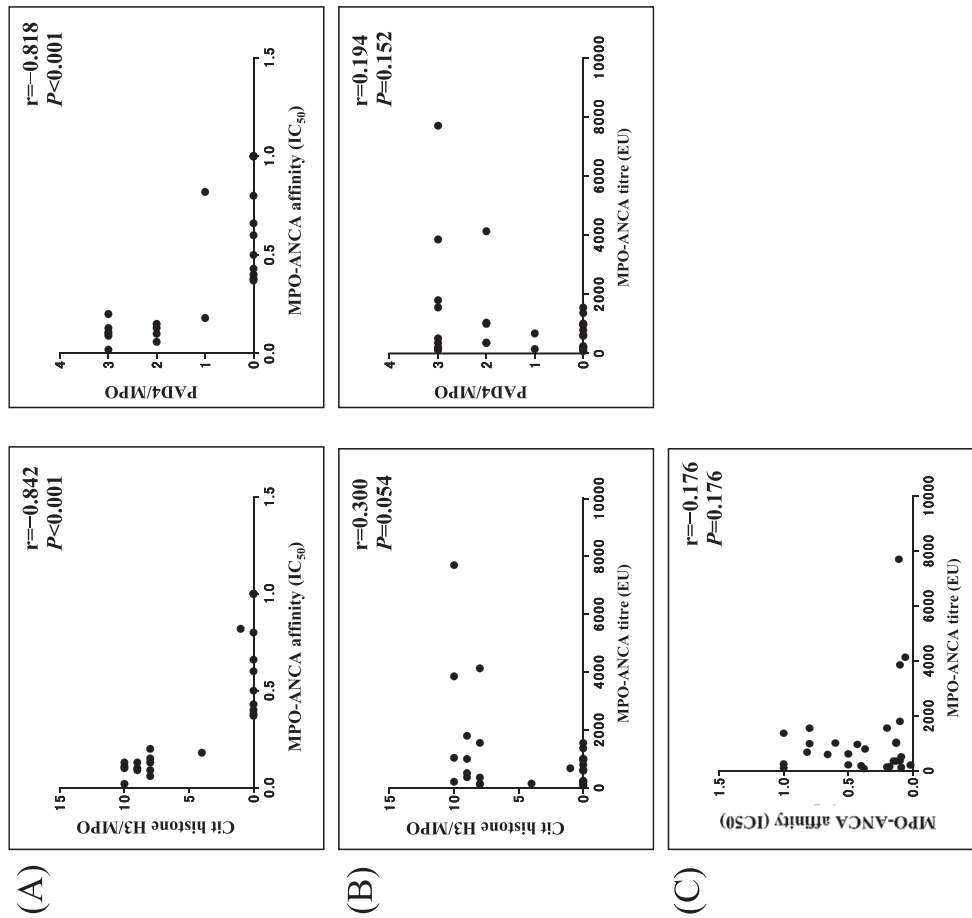 (A)
r=−0.842
P<0.001
Cit histone H3/MPO
15
10
5
0
0.0 0.5 1.0 1.5
MPO-ANCA affinity (IC50)
r=−0.818
P<0.001
PAD4/MPO
4
3
2
1
0
0.0 0.5 1.0 1.5
MPO-ANCA affinity (IC50)
(B)
r=0.300
P=0.054
Cit histone H3/MPO
15
10
5
0
0 2000 4000 6000 8000 10000
MPO-ANCA titre (EU)
r=0.194
P=0.152
PAD4/MPO
4
3
2
1
0
0 2000 4000 6000 8000 10000
MPO-ANCA titre (EU)
(C)
r=−0.176
P=0.176
MPO-ANCA affinity (IC50)
1.5
1.0
0.5
0.0
0 2000 4000 6000 8000 10000
MPO-ANCA titre (EU)